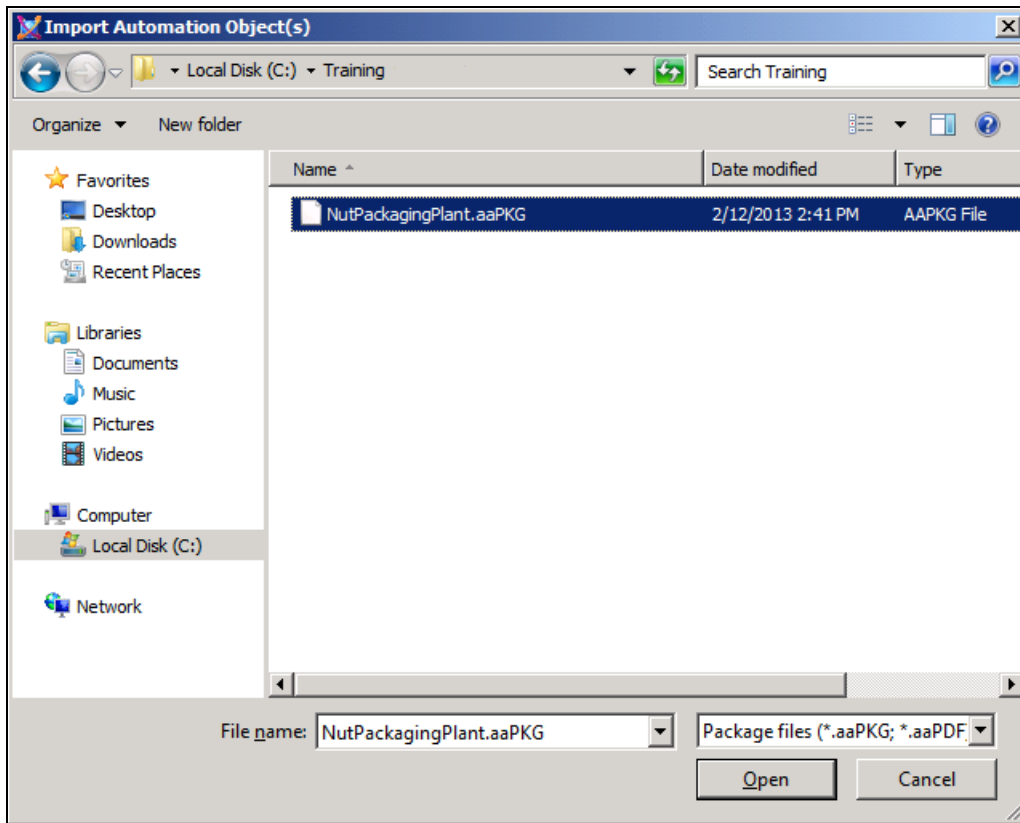 Import Automation Object(s)
Local Disk (C:) Training
Search Training
Organize New folder
Name Date modified Type
Favorites
NutPackagingPlant.aaPKG 2/12/2013 2:41 PM AAPKG File
Desktop
Downloads
Recent Places
Libraries
Documents
Music
Pictures
Videos
Computer
Local Disk (C:)
Network
File name: NutPackagingPlant.aaPKG Package files (*.aaPKG; *.aaPDF
Open Cancel